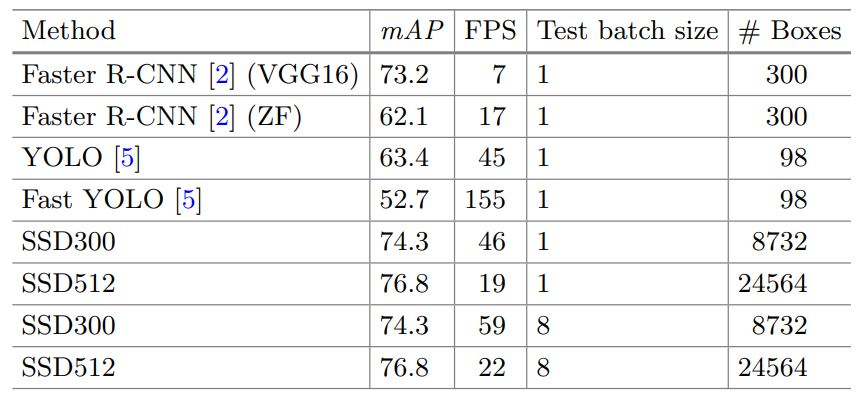 Method mAP FPS Test batch size # Boxes
Faster R-CNN [2] (VGG16) 73.2 7 1 300
Faster R-CNN [2] (ZF) 62.1 17 1 300
YOLO [5] 63.4 45 1 98
Fast YOLO [5] 52.7 155 1 98
SSD300 74.3 46 1 8732
SSD512 76.8 19 1 24564
SSD300 74.3 59 8 8732
SSD512 76.8 22 8 24564